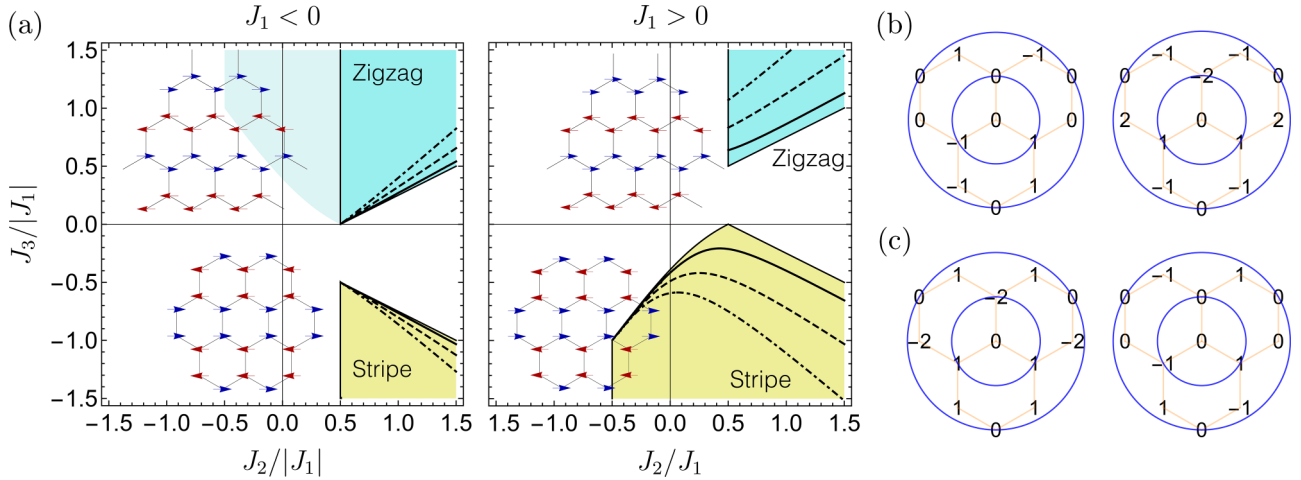 (a)
J₁ < 0
J₃/|J₁|
1.5
1.0
0.5
0.0
−0.5
−1.0
−1.5
Zigzag
Stripe
−1.5 −1.0 −0.5 0.0 0.5 1.0 1.5
J₂/|J₁|
J₁ > 0
Zigzag
Stripe
−1.5 −1.0 −0.5 0.0 0.5 1.0 1.5
J₂/J₁
(b)
1 −1
0 0 0
0 0 0
−1 1
−1 1
0
−1 −1
0 −2 0
2 0 2
1 1
−1 −1
0
(c)
1 1
0 −2 0
−2 0 −2
1 1
1 1
0
−1 1
0 0 0
0 0 0
−1 1
1 −1
0